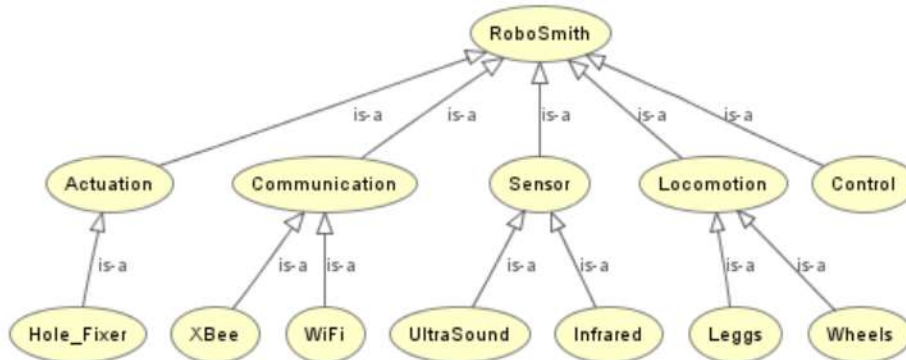 RoboSmith
is-a is-a is-a is-a is-a
Actuation Communication Sensor Locomotion Control
is-a is-a is-a is-a is-a is-a is-a
Hole_Fixer XBee WiFi UltraSound Infrared Leggs Wheels